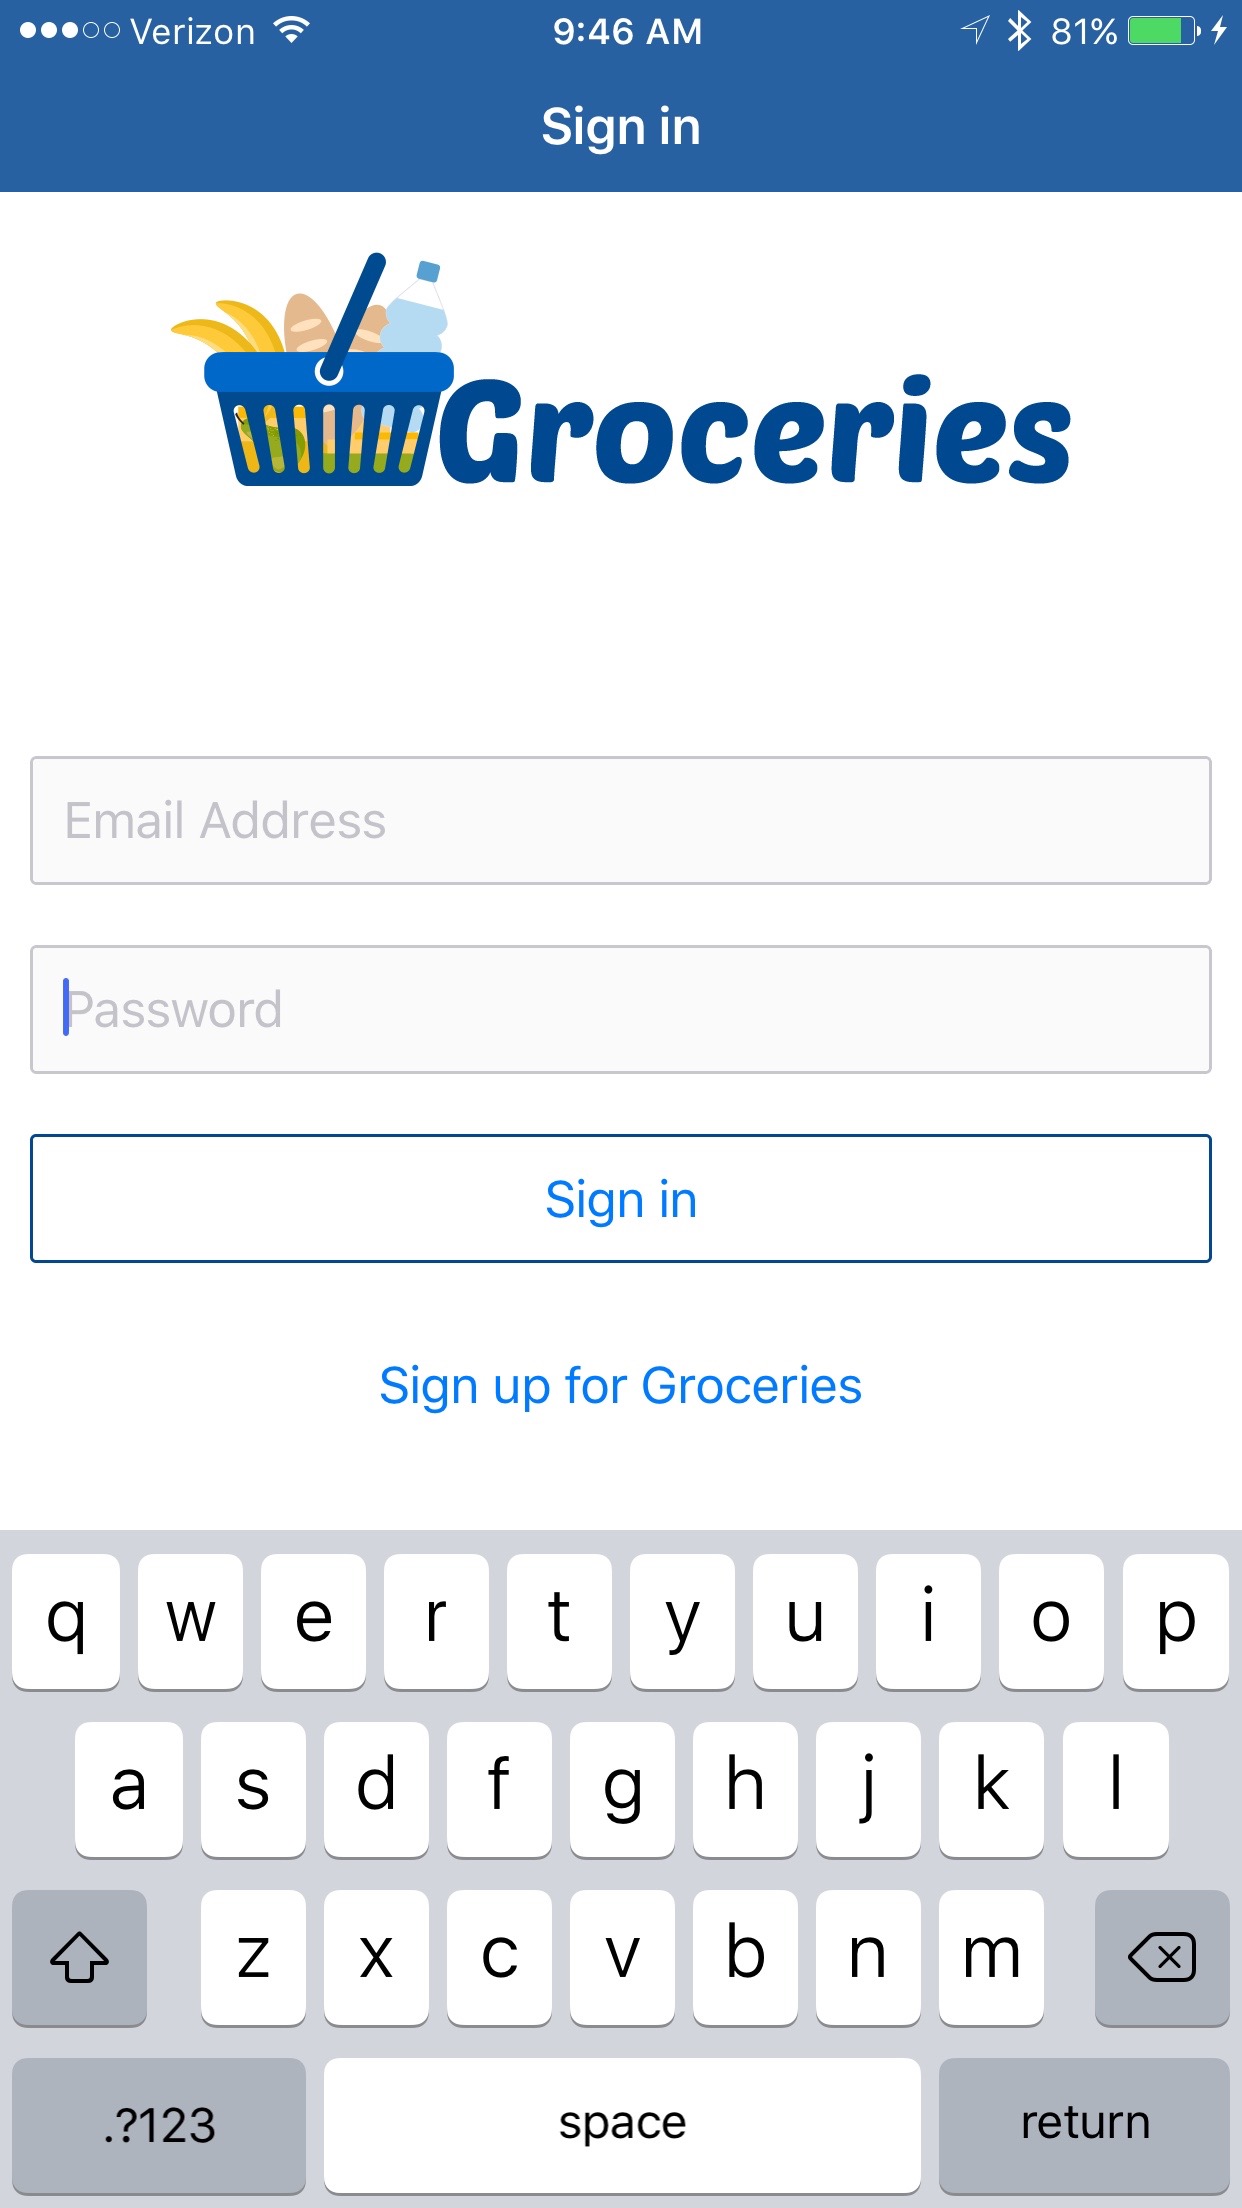 Verizon 9:46 AM 81%
Sign in
Groceries
Email Address
Password
Sign in
Sign up for Groceries
q w e r t y u i o p
a s d f g h j k l
z x c v b n m
.?123 space return